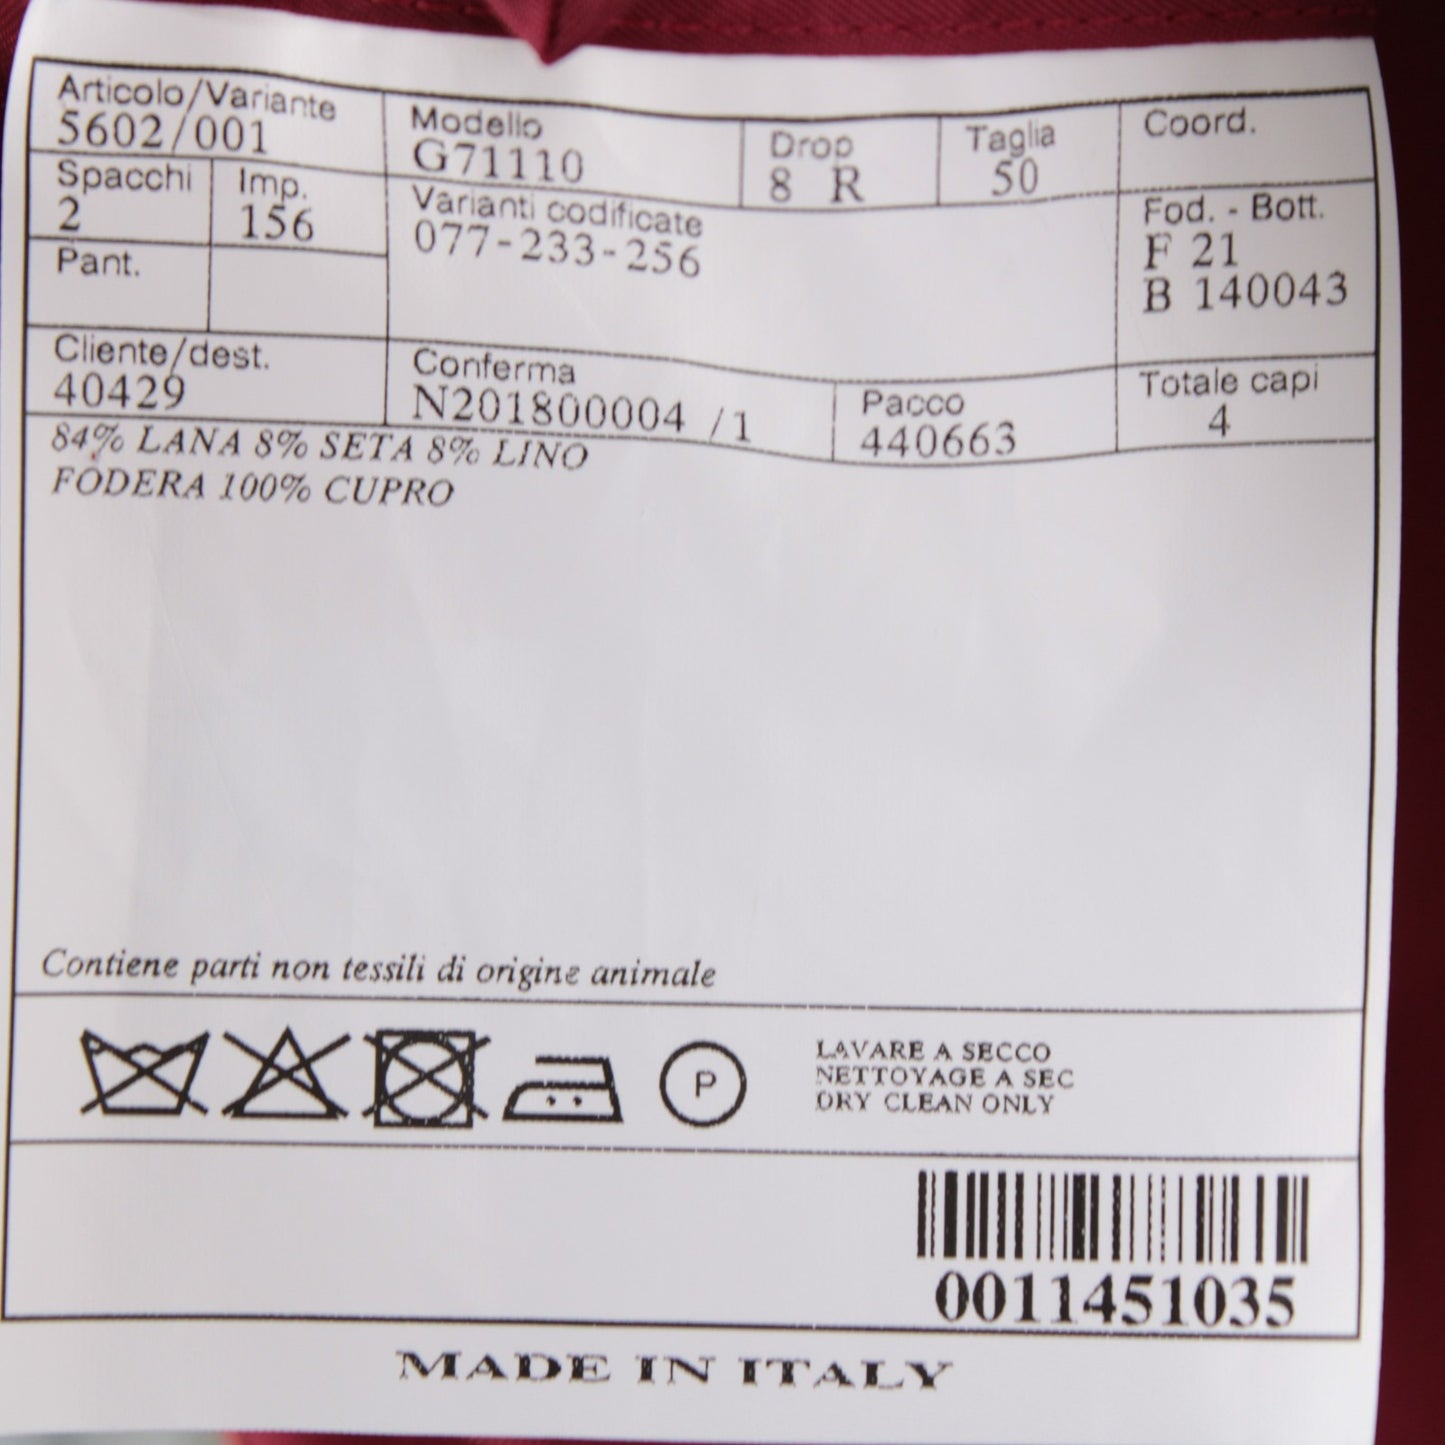 Articolo/Variante
5602/001
Modello
G71110
Drop
8 R
Taglia
50
Coord.
Spacchi
2
Imp.
156
Varianti codificate
077-233-256
Fod. - Bott.
F 21
B 140043
Pant.
Cliente/dest.
40429
Conferma
N201800004 /1
Pacco
440663
Totale capi
4
84% LANA 8% SETA 8% LINO
FODERA 100% CUPRO
Contiene parti non tessili di origine animale
P
LAVARE A SECCO
NETTOYAGE A SEC
DRY CLEAN ONLY
0011451035
MADE IN ITALY